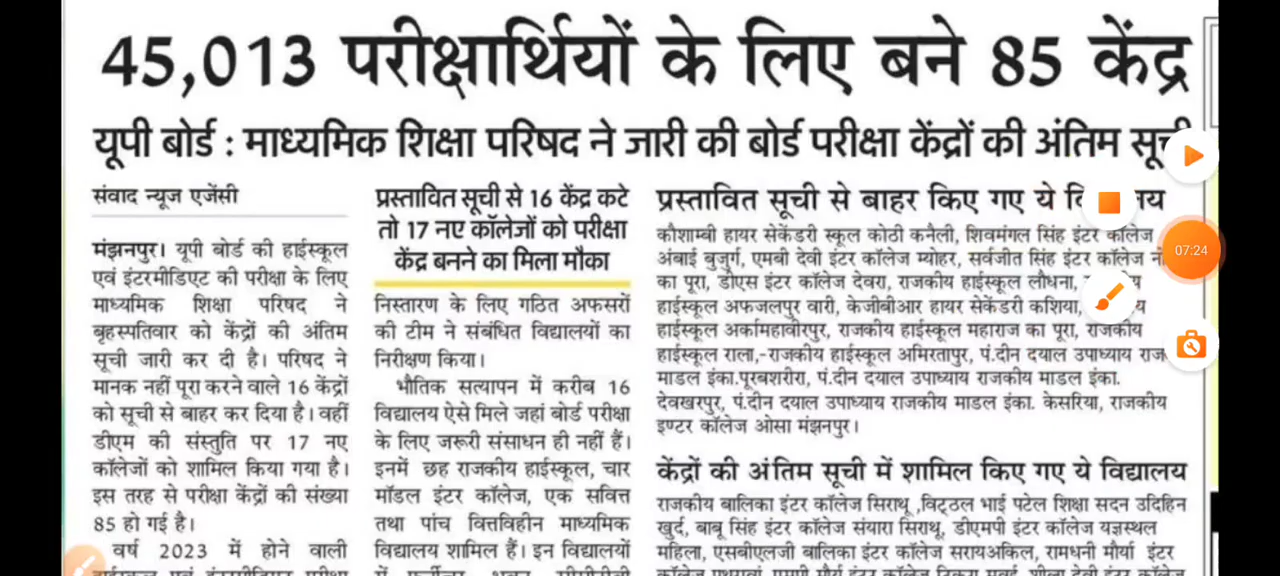 45,013 परीक्षार्थियों के लिए बने 85 केंद्र
यूपी बोर्ड : माध्यमिक शिक्षा परिषद ने जारी की बोर्ड परीक्षा केंद्रों की अंतिम
संवाद न्यूज एजेंसी
मंझनपुर। यूपी बोर्ड की हाईस्कूल
एवं इंटरमीडिएट की परीक्षा के लिए
माध्यमिक शिक्षा परिषद ने
बृहस्पतिवार को केंद्रों की अंतिम
सूची जारी कर दी है। परिषद ने
मानक नहीं पूरा करने वाले 16 केंद्रों
को सूची से बाहर कर दिया है। वहीं
डीएम की संस्तुति पर 17 नए
कॉलेजों को शामिल किया गया है।
इस तरह से परीक्षा केंद्रों की संख्या
85 हो गई है।
वर्ष 2023 में होने वाली
प्रस्तावित सूची से 16 केंद्र कटे
तो 17 नए कॉलेजों को परीक्षा
केंद्र बनने का मिला मौका
निस्तारण के लिए गठित अफसरों
की टीम ने संबंधित विद्यालयों का
निरीक्षण किया।
भौतिक सत्यापन में करीब 16
विद्यालय ऐसे मिले जहां बोर्ड परीक्षा
के लिए जरूरी संसाधन ही नहीं हैं।
इनमें छह राजकीय हाईस्कूल, चार
मॉडल इंटर कॉलेज, एक सवित्त
तथा पांच वित्तविहीन माध्यमिक
विद्यालय शामिल हैं। इन विद्यालयों
प्रस्तावित सूची से बाहर किए गए ये
कौशाम्बी हायर सेकेंडरी स्कूल कोठी कनैली, शिवमंगल सिंह इंटर कॉलेज
अंबाई बुजुर्ग, एमबी देवी इंटर कॉलेज म्योहर, सर्वजीत सिंह इंटर कॉलेज
का पूरा, डीएस इंटर कॉलेज देवरा, राजकीय हाईस्कूल लौधना,
हाईस्कूल अफजलपुर वारी, केजीबीआर हायर सेकेंडरी कशिया,
हाईस्कूल अर्कामहावीरपुर, राजकीय हाईस्कूल महाराज का पूरा, राजकीय
हाईस्कूल राला,-राजकीय हाईस्कूल अमिरतापुर, पं.दीन दयाल उपाध्याय
माडल इंका.पूरबशरीरा, पं.दीन दयाल उपाध्याय राजकीय माडल इंका.
देवखरपुर, पं.दीन दयाल उपाध्याय राजकीय माडल इंका. केसरिया, राजकीय
इण्टर कॉलेज ओसा मंझनपुर।
केंद्रों की अंतिम सूची में शामिल किए गए ये विद्यालय
राजकीय बालिका इंटर कॉलेज सिराथू ,विट्ठल भाई पटेल शिक्षा सदन उदिहिन
खुर्द, बाबू सिंह इंटर कॉलेज संयारा सिराथू, डीएमपी इंटर कॉलेज यज्ञस्थल
महिला, एसबीएलजी बालिका इंटर कॉलेज सरायअकिल, रामधनी मौर्या इंटर
07:24